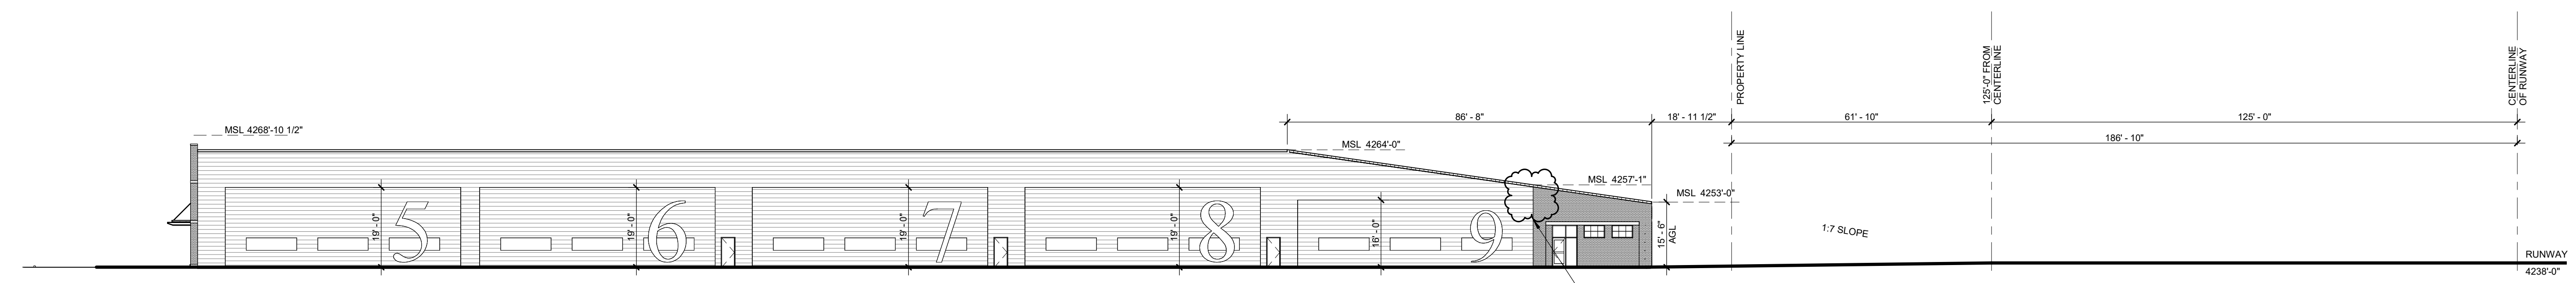 PROPERTY LINE
125'-0" FROM
CENTERLINE
CENTERLINE
OF RUNWAY
86' - 8"
18' - 11 1/2"
61' - 10"
125' - 0"
MSL 4268'-10 1/2"
186' - 10"
MSL 4264'-0"
MSL 4257'-1"
MSL 4253'-0"
19' - 0"
5
19' - 0"
6
19' - 0"
7
19' - 0"
8
16' - 0"
9
15' - 6"
AGL
1:7 SLOPE
RUNWAY
4238'-0"